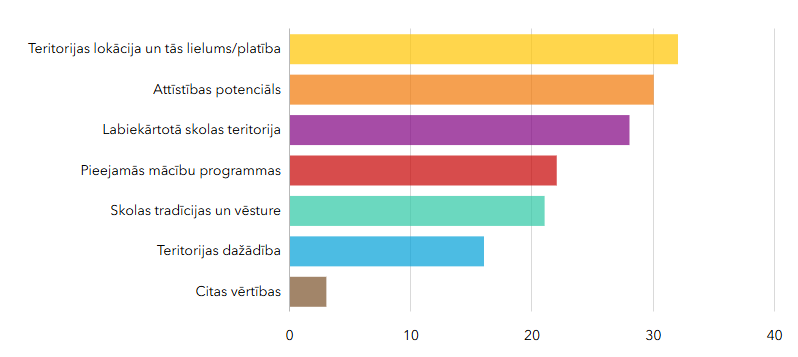 Teritorijas lokācija un tās lielums/platība
Attīstības potenciāls
Labiekārtotā skolas teritorija
Pieejamās mācību programmas
Skolas tradīcijas un vēsture
Teritorijas dažādība
Citas vērtības
0 10 20 30 40